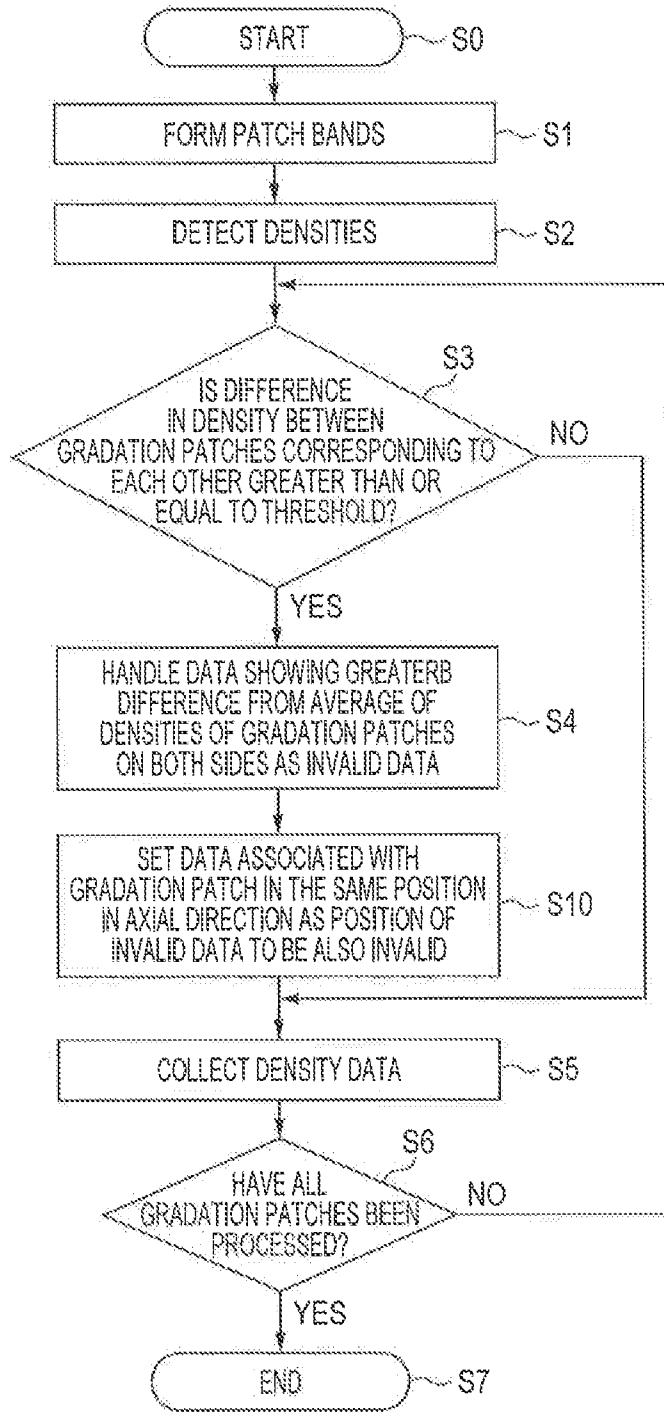 START
S0
FORM PATCH BANDS
S1
DETECT DENSITIES
S2
S3
IS DIFFERENCE
IN DENSITY BETWEEN
GRADATION PATCHES CORRESPONDING TO
EACH OTHER GREATER THAN OR
EQUAL TO THRESHOLD?
NO
YES
HANDLE DATA SHOWING GREATERB
DIFFERENCE FROM AVERAGE OF
DENSITIES OF GRADATION PATCHES
ON BOTH SIDES AS INVALID DATA
S4
SET DATA ASSOCIATED WITH
GRADATION PATCH IN THE SAME POSITION
IN AXIAL DIRECTION AS POSITION OF
INVALID DATA TO BE ALSO INVALID
S10
COLLECT DENSITY DATA
S5
S6
HAVE ALL
GRADATION PATCHES BEEN
PROCESSED?
NO
YES
END
S7